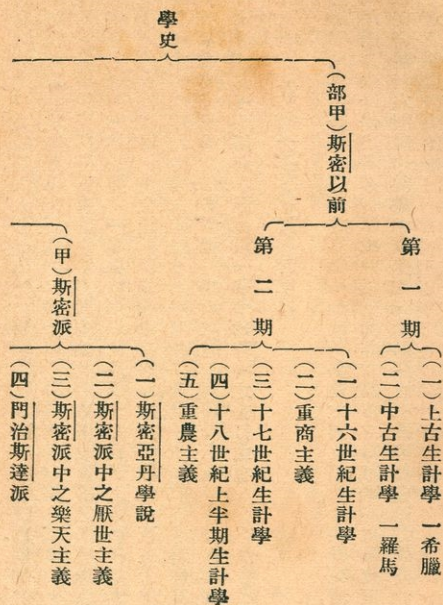 學史
(部甲)斯密以前
第一期
(一)上古生計學 一希臘
(二)中古生計學 一羅馬
第二期
(一)十六世紀生計學
(二)重商主義
(三)十七世紀生計學
(四)十八世紀上半期生計學
(五)重農主義
(甲)斯密派
(一)斯密亞丹學說
(二)斯密派中之厭世主義
(三)斯密派中之樂天主義
(四)門治斯達派